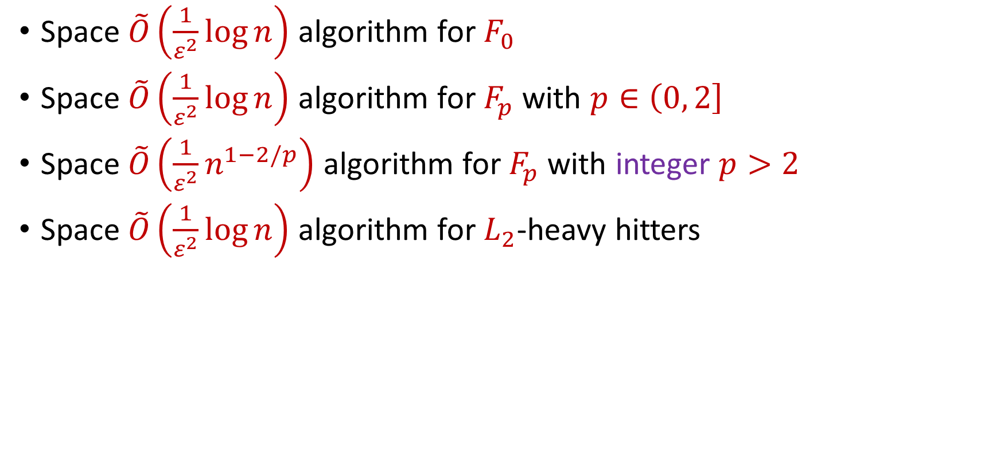 • Space $\tilde{O}\left(\frac{1}{\varepsilon^2}\log n\right)$ algorithm for $F_0$
• Space $\tilde{O}\left(\frac{1}{\varepsilon^2}\log n\right)$ algorithm for $F_p$ with $p \in (0, 2]$
• Space $\tilde{O}\left(\frac{1}{\varepsilon^2}n^{1-2/p}\right)$ algorithm for $F_p$ with integer $p > 2$
• Space $\tilde{O}\left(\frac{1}{\varepsilon^2}\log n\right)$ algorithm for $L_2$-heavy hitters